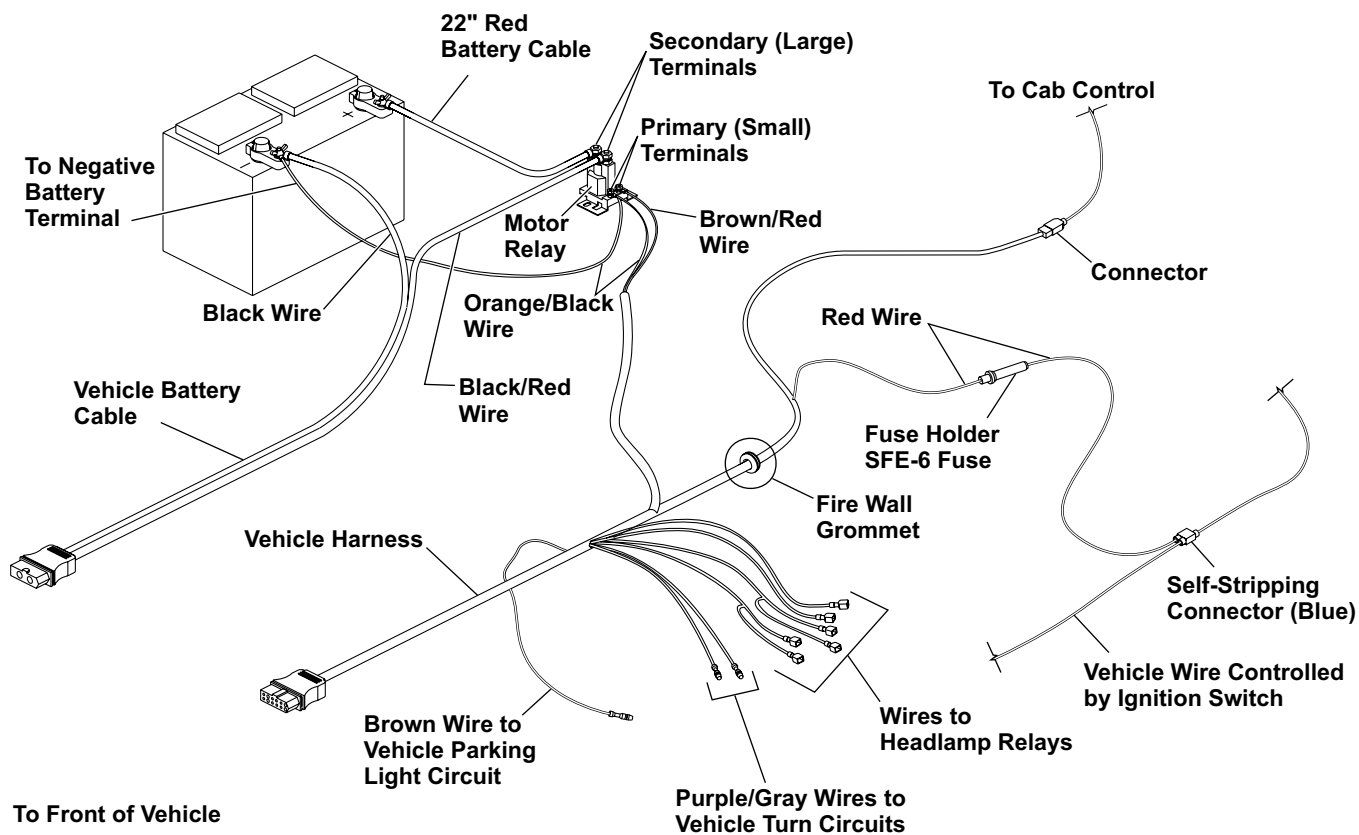 22" Red
Battery Cable
Secondary (Large)
Terminals
To Cab Control
Primary (Small)
Terminals
To Negative
Battery
Terminal
+
-
Motor
Relay
Brown/Red
Wire
Connector
Black Wire
Orange/Black
Wire
Red Wire
Vehicle Battery
Cable
Black/Red
Wire
Fuse Holder
SFE-6 Fuse
Fire Wall
Grommet
Vehicle Harness
Self-Stripping
Connector (Blue)
Vehicle Wire Controlled
by Ignition Switch
Brown Wire to
Vehicle Parking
Light Circuit
Wires to
Headlamp Relays
Purple/Gray Wires to
Vehicle Turn Circuits
To Front of Vehicle